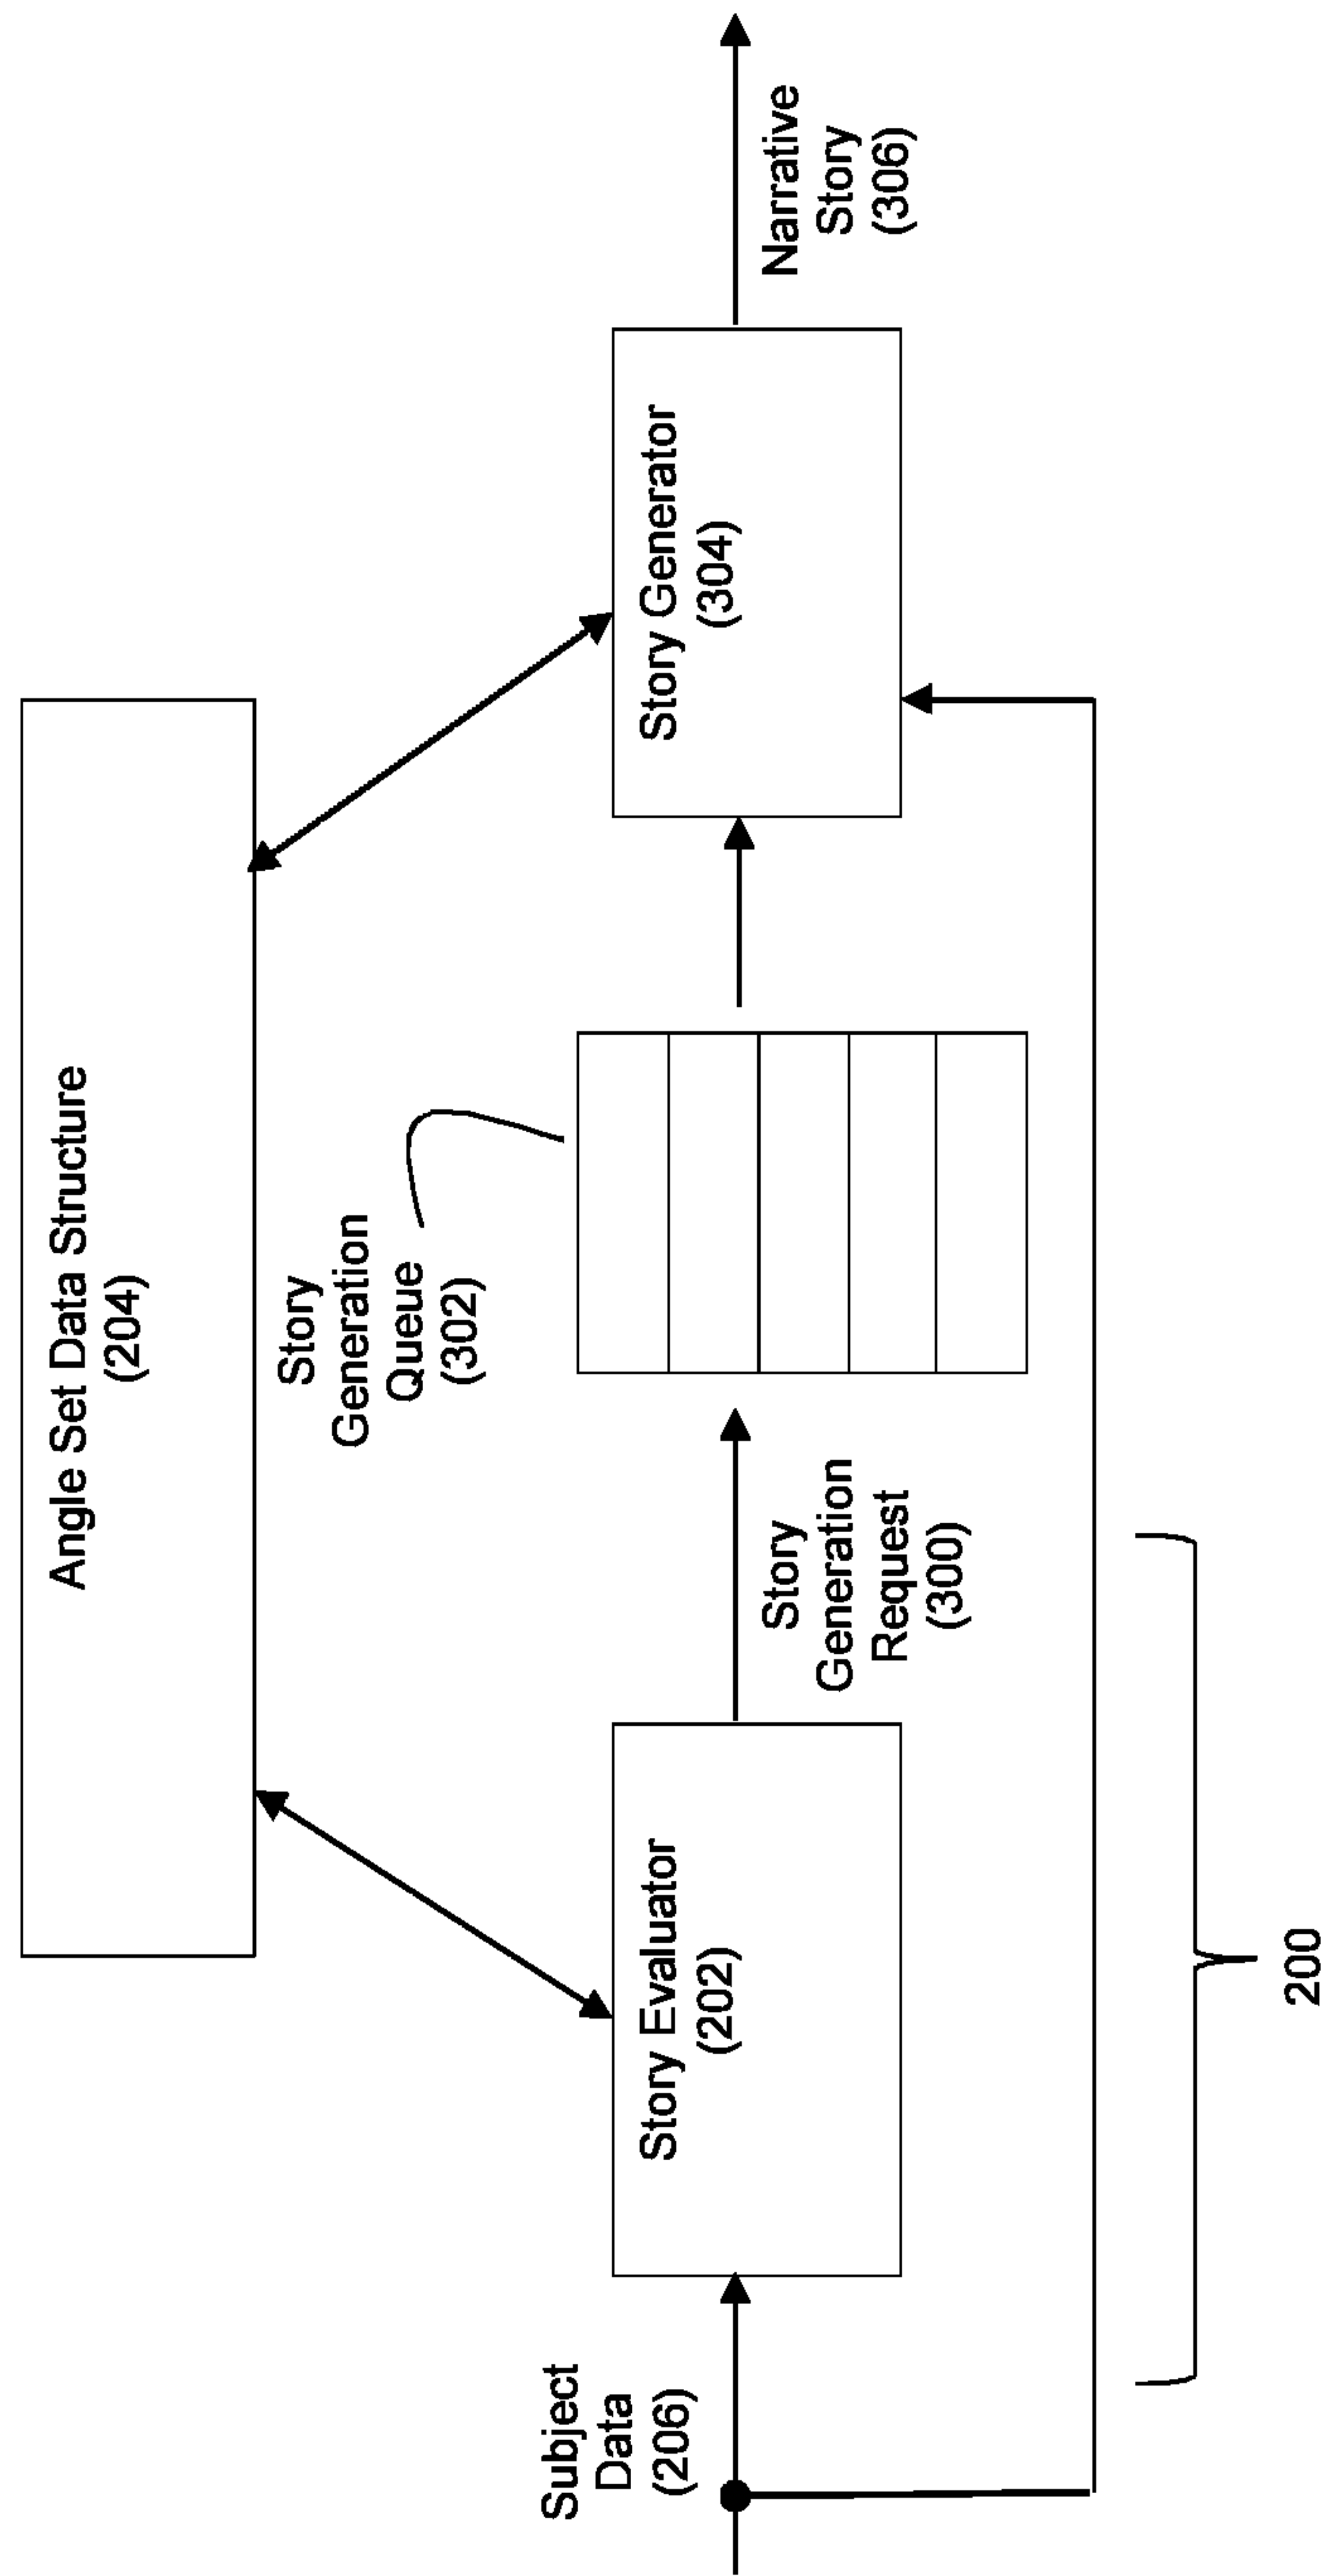 Angle Set Data Structure
(204)
Story
Generation
Queue
(302)
Subject
Data
(206)
Story Evaluator
(202)
Story
Generation
Request
(300)
Story Generator
(304)
Narrative
Story
(306)
200